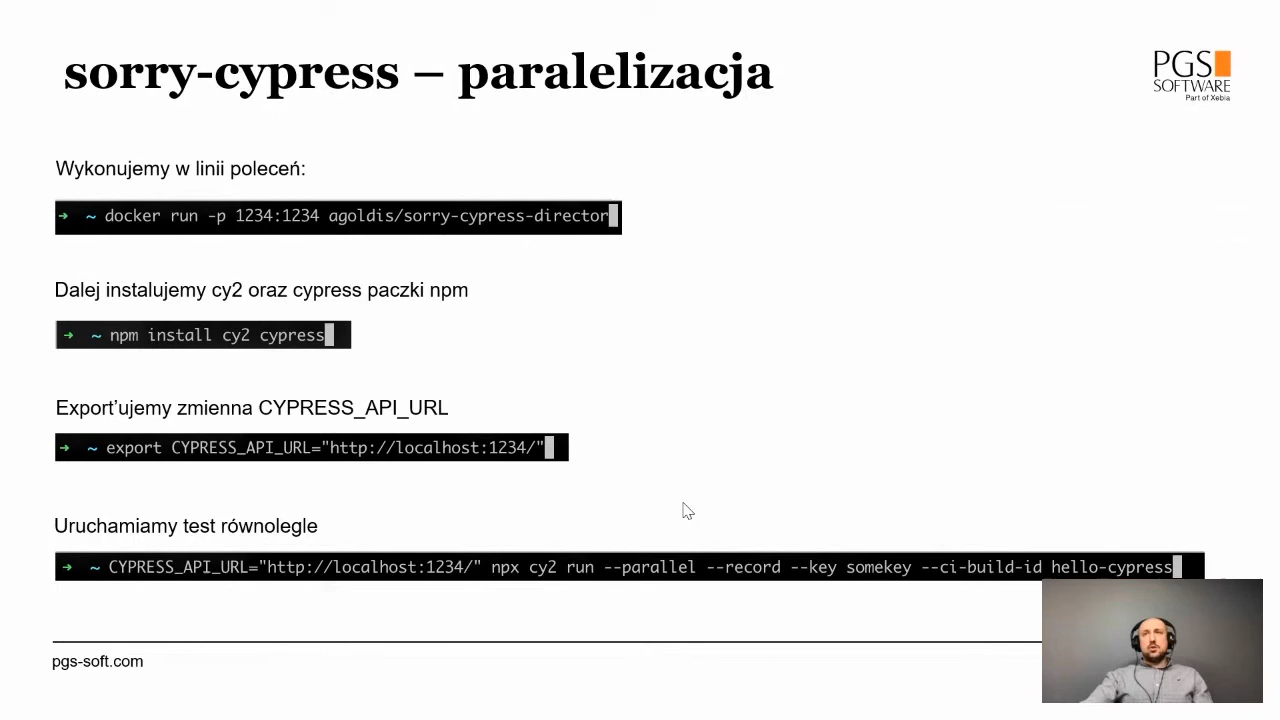 sorry-cypress – paralelizacja
PGS
SOFTWARE
Part of Xebia
Wykonujemy w linii poleceń:
➜ ~ docker run -p 1234:1234 agoldis/sorry-cypress-director
Dalej instalujemy cy2 oraz cypress paczki npm
➜ ~ npm install cy2 cypress
Export’ujemy zmienna CYPRESS_API_URL
➜ ~ export CYPRESS_API_URL="http://localhost:1234/"
Uruchamiamy test równolegle
➜ ~ CYPRESS_API_URL="http://localhost:1234/" npx cy2 run --parallel --record --key somekey --ci-build-id hello-cypress
pgs-soft.com